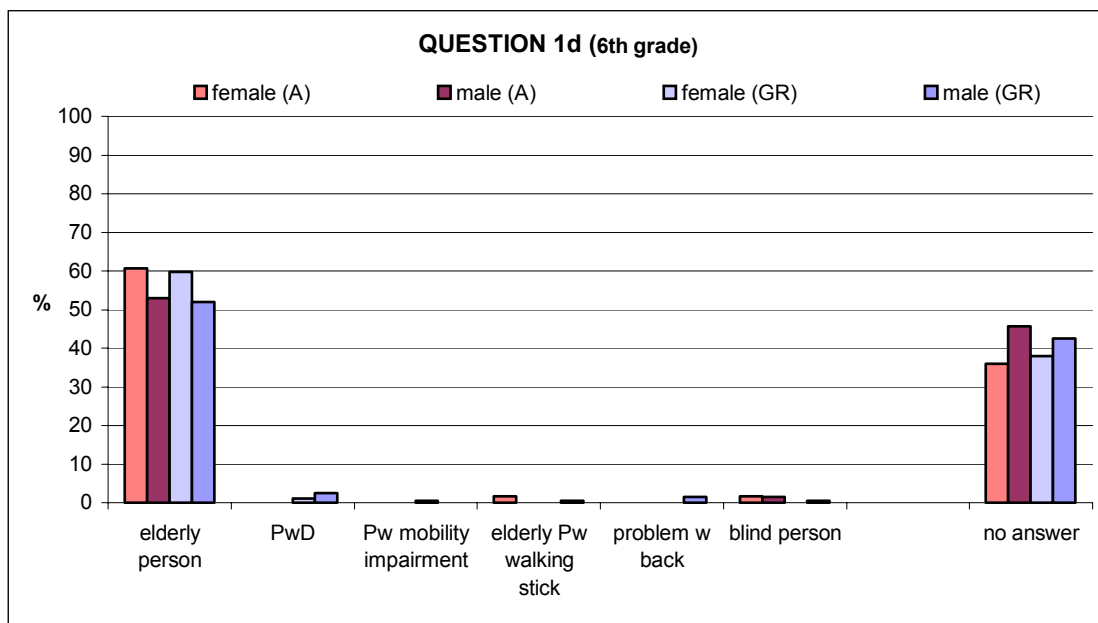 QUESTION 1d (6th grade)
female (A) male (A) female (GR) male (GR)
100
90
80
70
60
50
40
30
20
10
0
%
elderly person
PwD
Pw mobility impairment
elderly Pw walking stick
problem w back
blind person
no answer